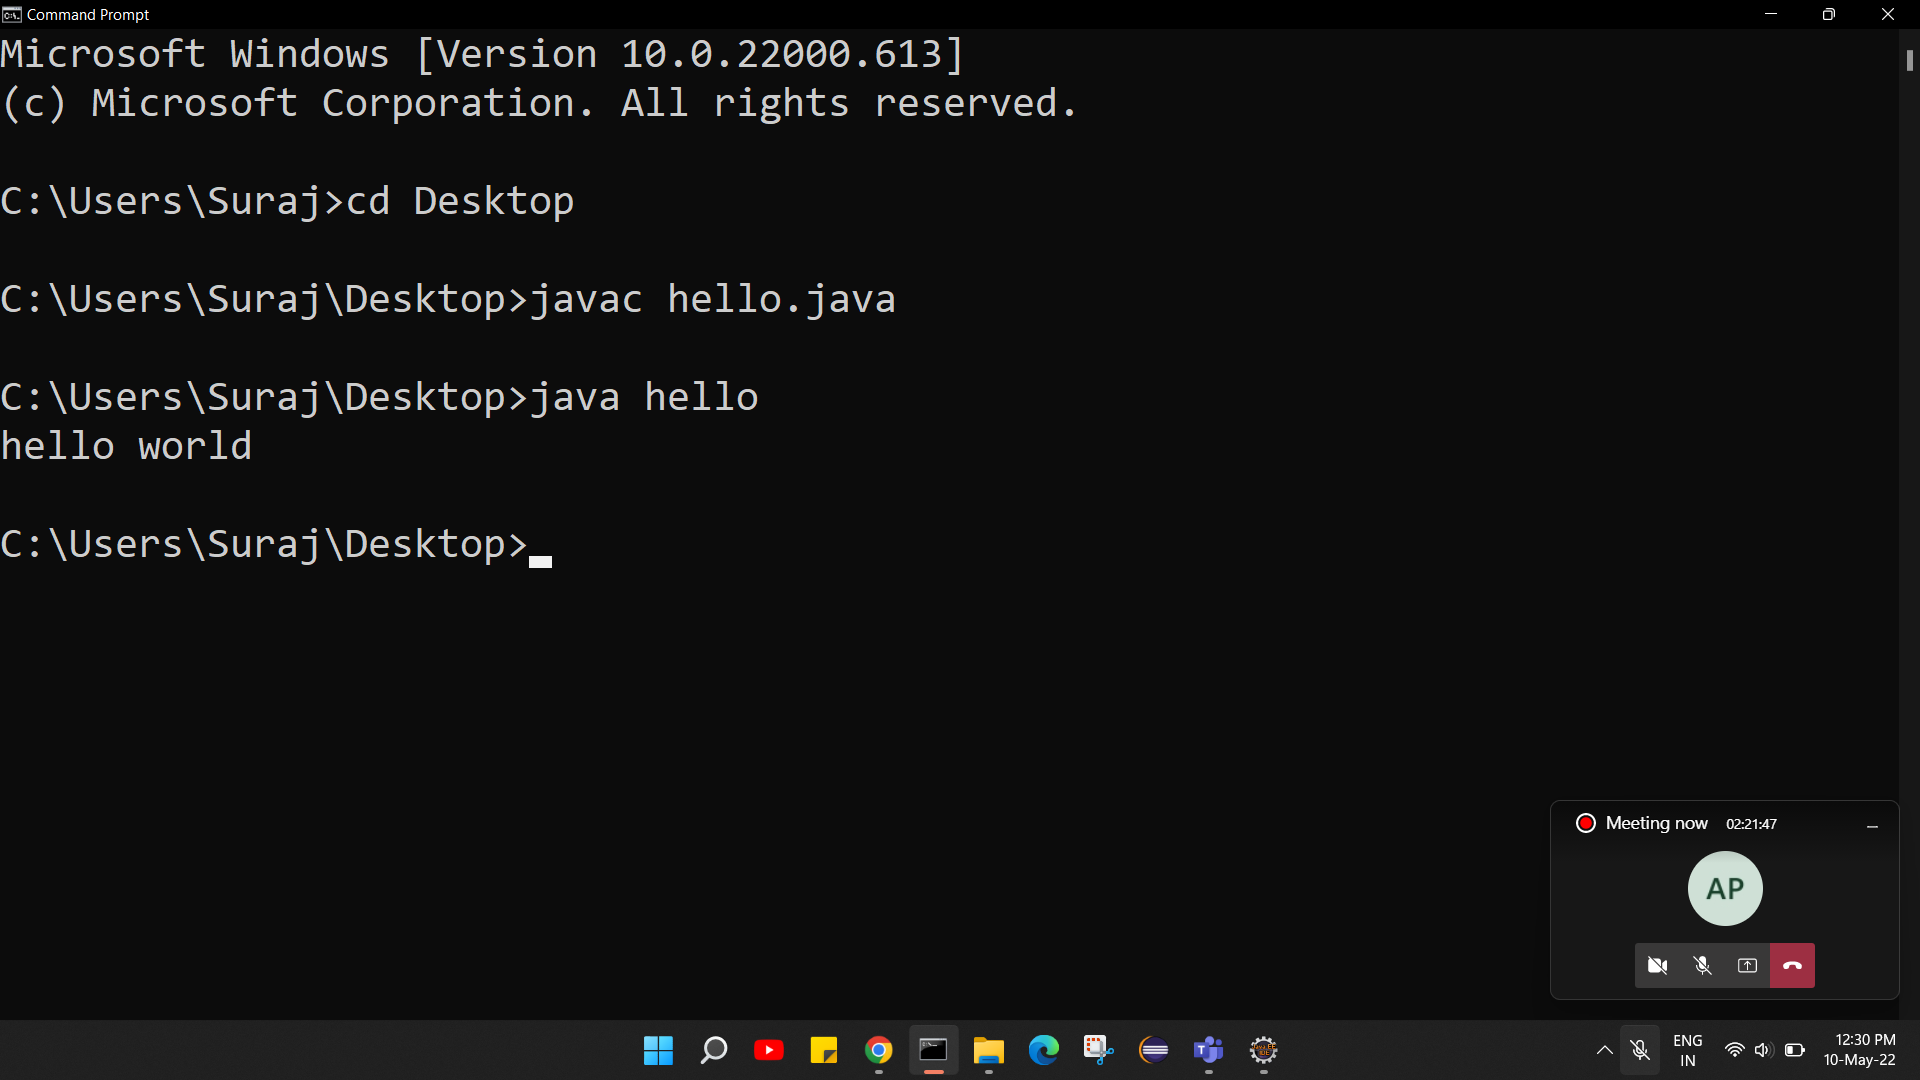 Command Prompt
Microsoft Windows [Version 10.0.22000.613]
(c) Microsoft Corporation. All rights reserved.
C:\Users\Suraj>cd Desktop
C:\Users\Suraj\Desktop>javac hello.java
C:\Users\Suraj\Desktop>java hello
hello world
C:\Users\Suraj\Desktop>
Meeting now 02:21:47
AP
ENG
IN
12:30 PM
10-May-22